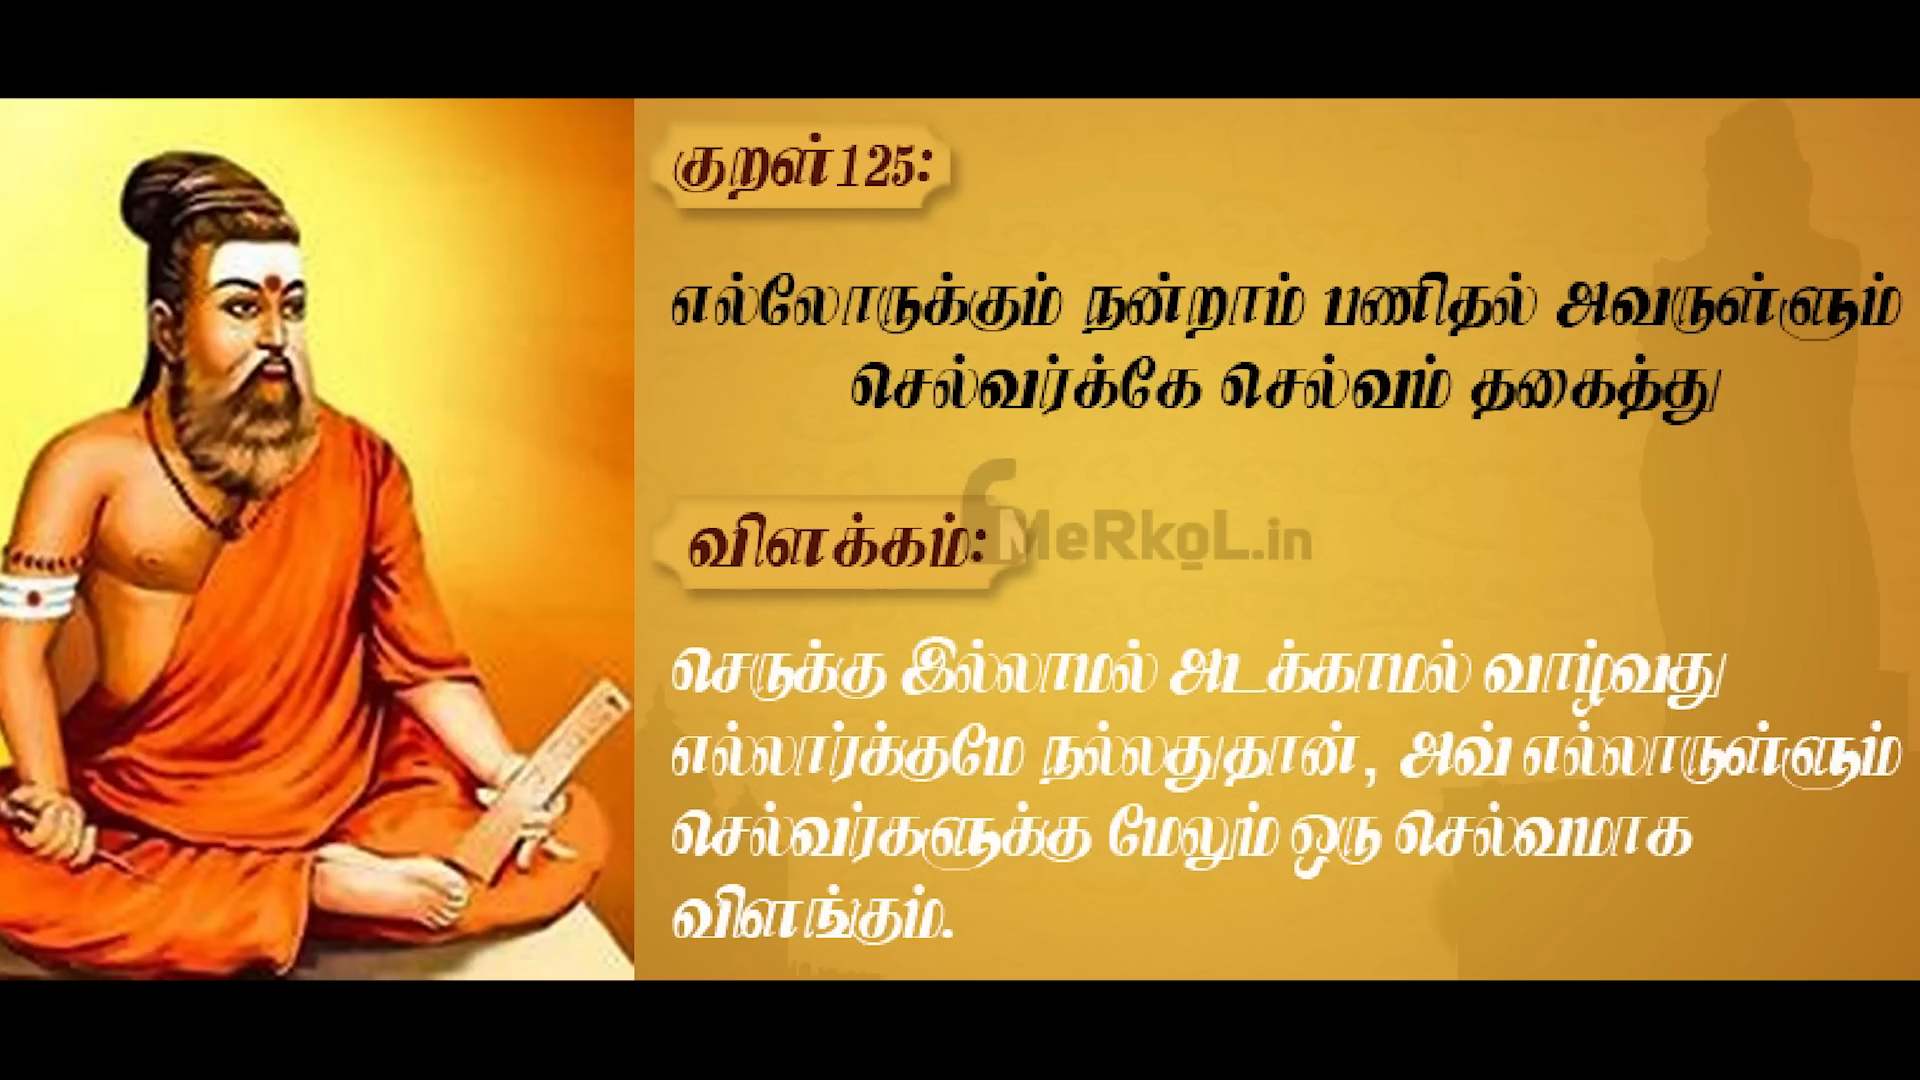 குறள் 125:
எல்லோருக்கும் நன்றாம் பணிதல் அவருள்ளும்
செல்வர்க்கே செல்வம் தகைத்து
விளக்கம்:
MeRkoL.in
செருக்கு இல்லாமல் அடக்காமல் வாழ்வது
எல்லார்க்குமே நல்லதுதான், அவ் எல்லாருள்ளும்
செல்வர்களுக்கு மேலும் ஒரு செல்வமாக
விளங்கும்.